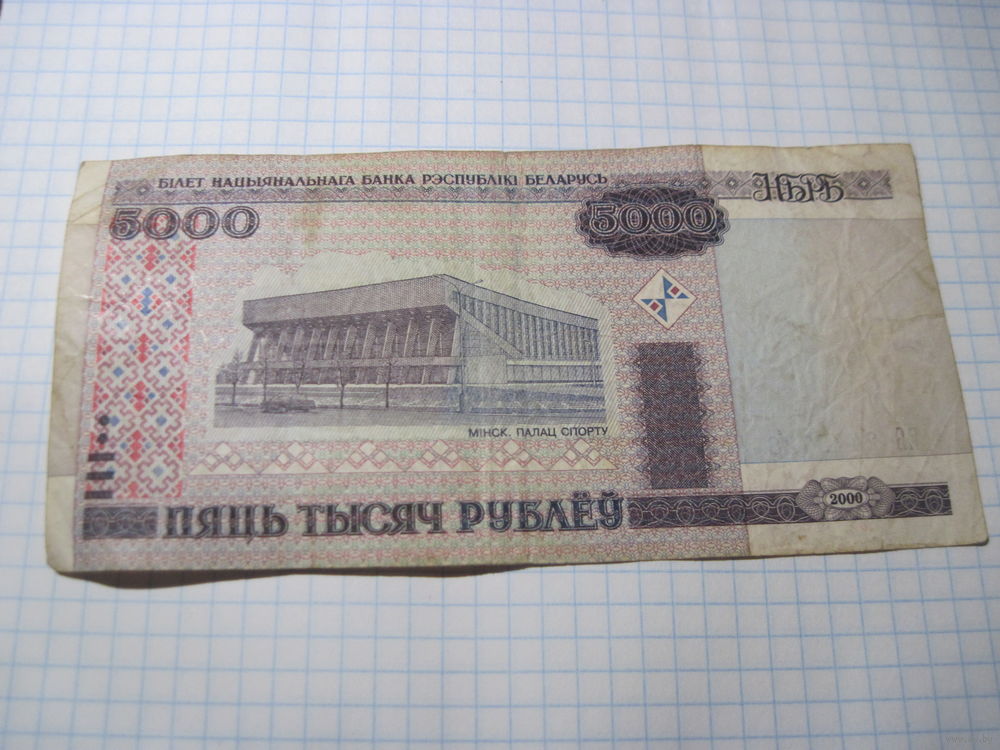 БІЛЕТ НАЦЫЯНАЛЬНАГА БАНКА РЭСПУБЛІКІ БЕЛАРУСЬ
НБРБ
5000
5000
МІНСК. ПАЛАЦ СПОРТУ
2000
ПЯЦЬ ТЫСЯЧ РУБЛЁЎ